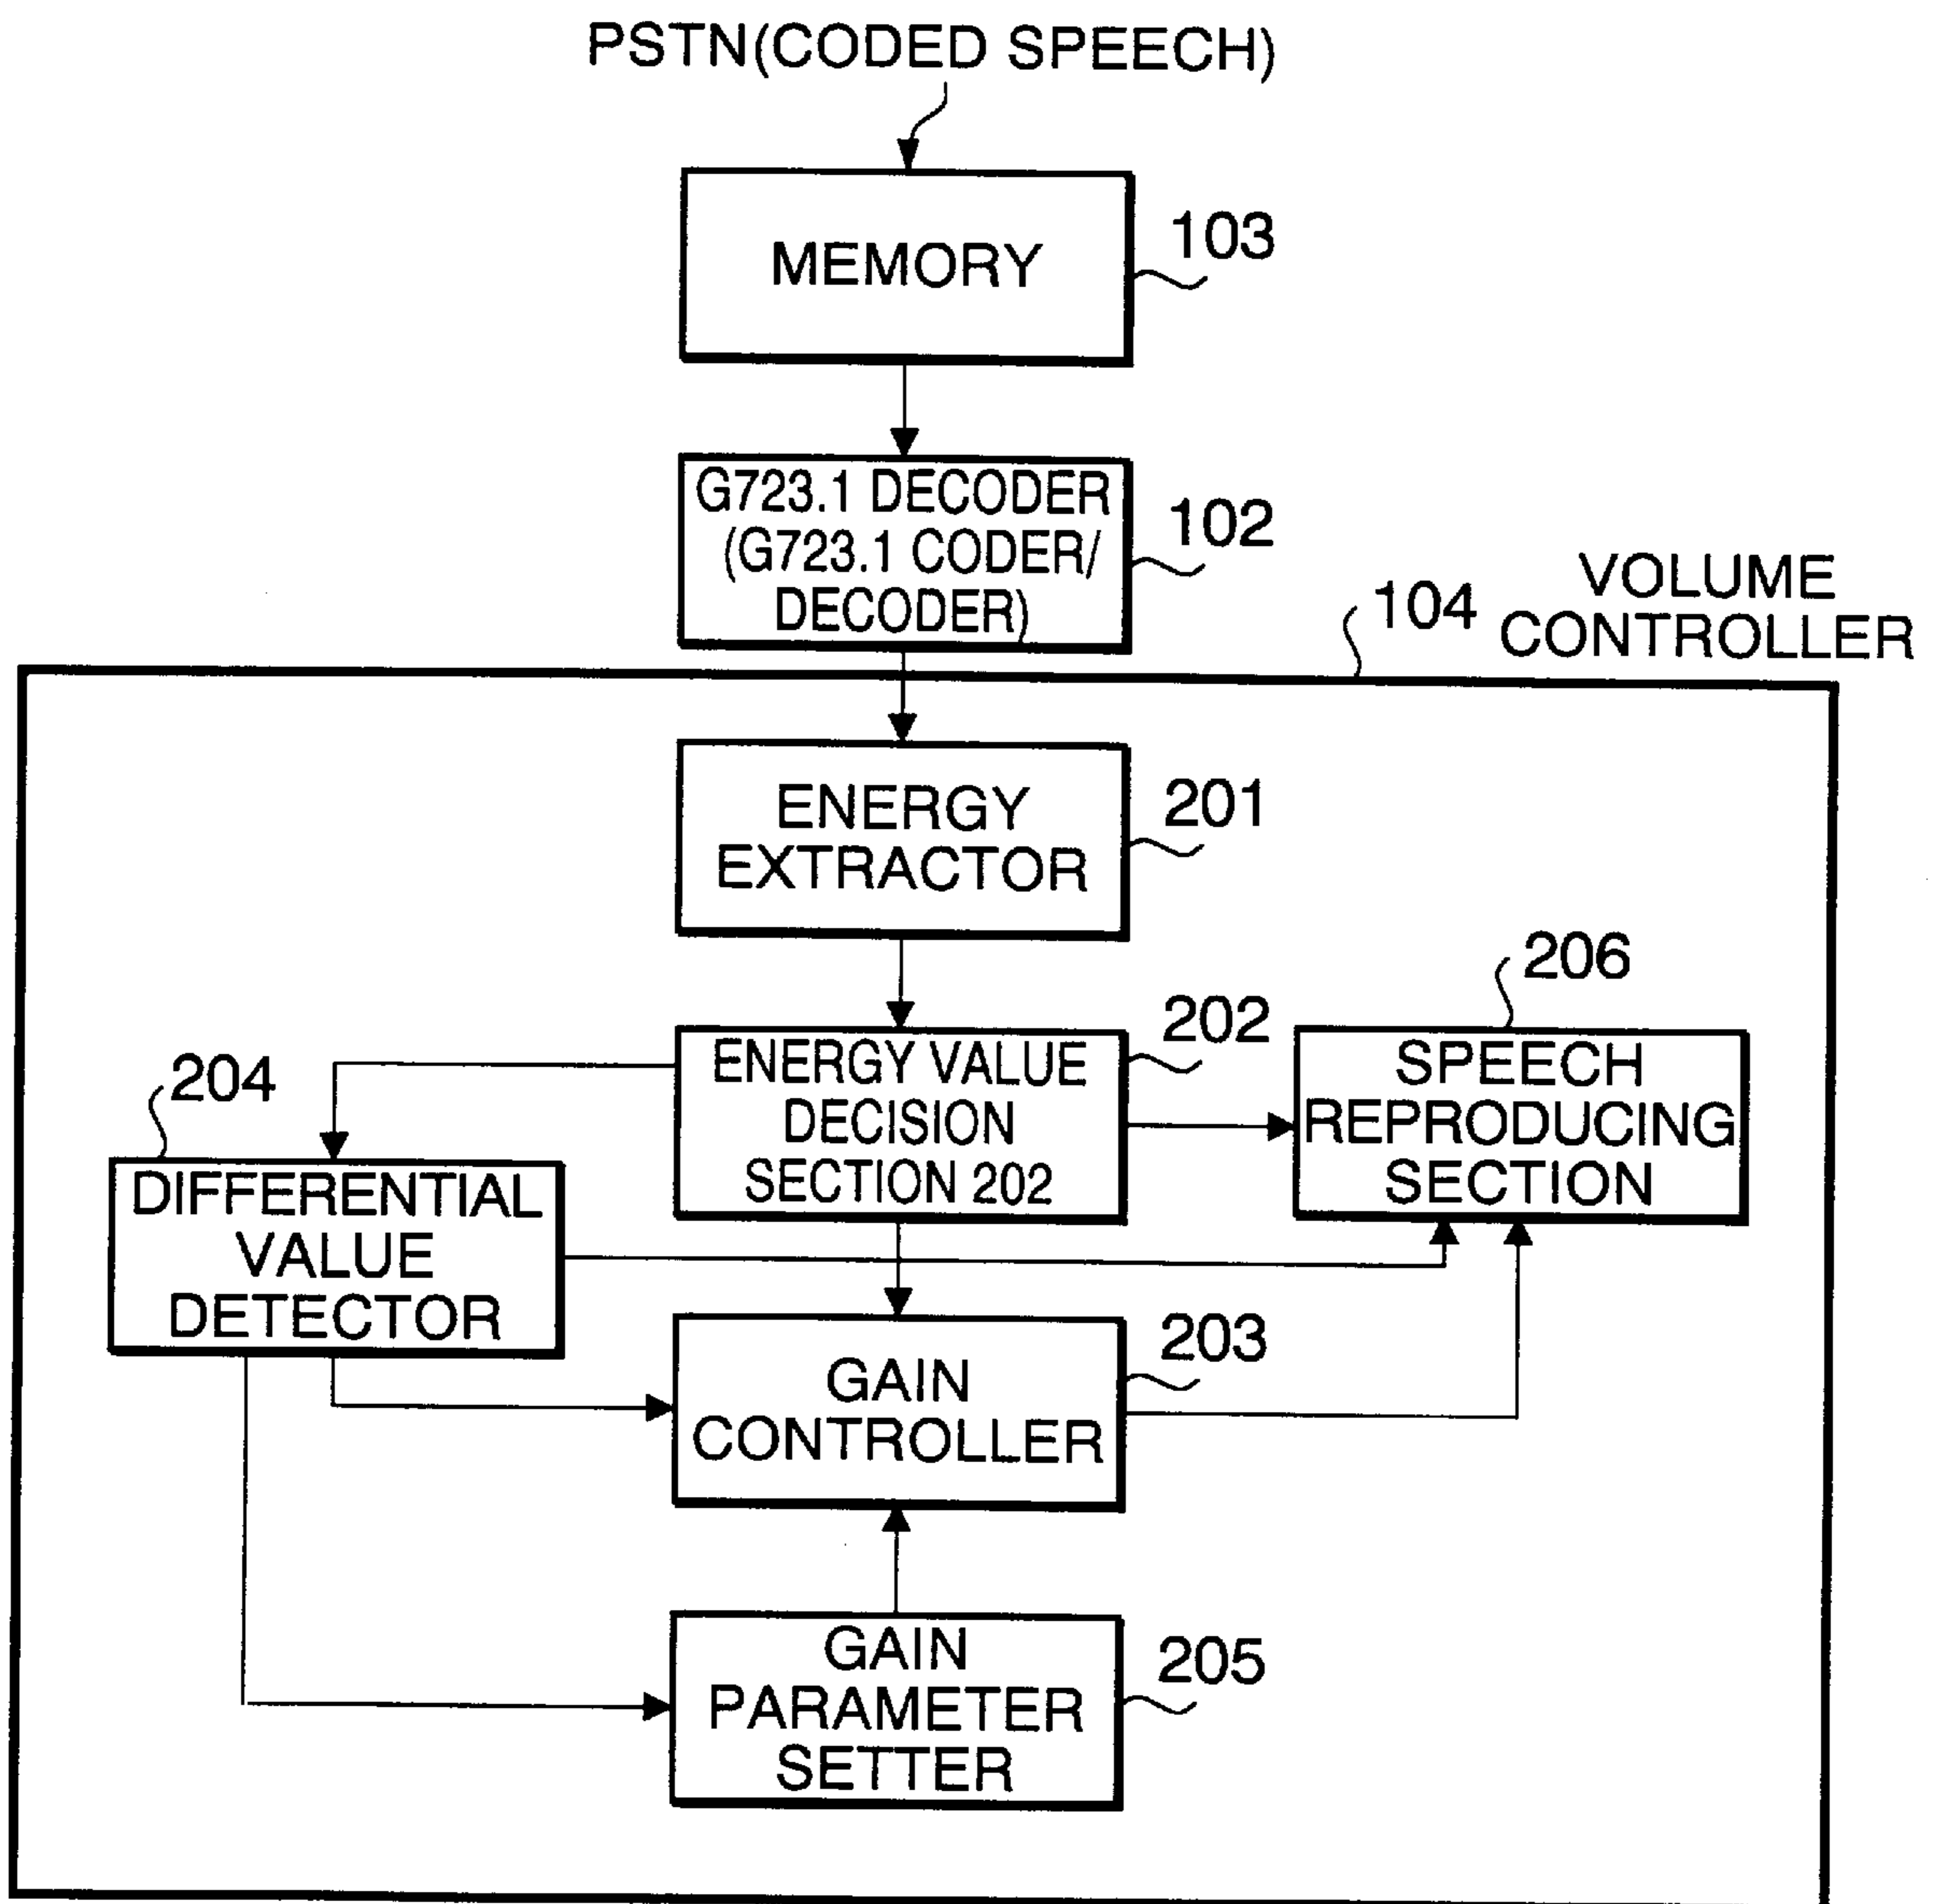 PSTN(CODED SPEECH)
MEMORY
103
G723.1 DECODER
(G723.1 CODER/
DECODER)
102
104
VOLUME
CONTROLLER
ENERGY
EXTRACTOR
201
206
202
ENERGY VALUE
DECISION
SECTION 202
SPEECH
REPRODUCING
SECTION
204
DIFFERENTIAL
VALUE
DETECTOR
203
GAIN
CONTROLLER
GAIN
PARAMETER
SETTER
205